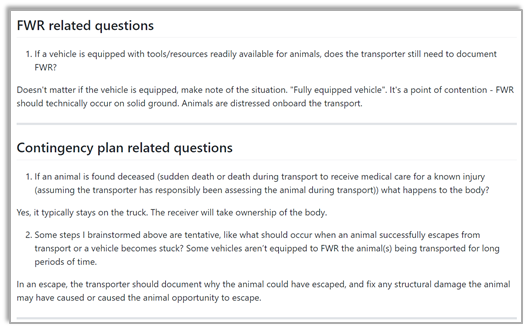 FWR related questions
1. If a vehicle is equipped with tools/resources readily available for animals, does the transporter still need to document
FWR?
Doesn't matter if the vehicle is equipped, make note of the situation. "Fully equipped vehicle". It's a point of contention - FWR
should technically occur on solid ground. Animals are distressed onboard the transport.
Contingency plan related questions
1. If an animal is found deceased (sudden death or death during transport to receive medical care for a known injury
(assuming the transporter has responsibly been assessing the animal during transport)) what happens to the body?
Yes, it typically stays on the truck. The receiver will take ownership of the body.
2. Some steps I brainstormed above are tentative, like what should occur when an animal successfully escapes from
transport or a vehicle becomes stuck? Some vehicles aren't equipped to FWR the animal(s) being transported for long
periods of time.
In an escape, the transporter should document why the animal could have escaped, and fix any structural damage the animal
may have caused or caused the animal opportunity to escape.